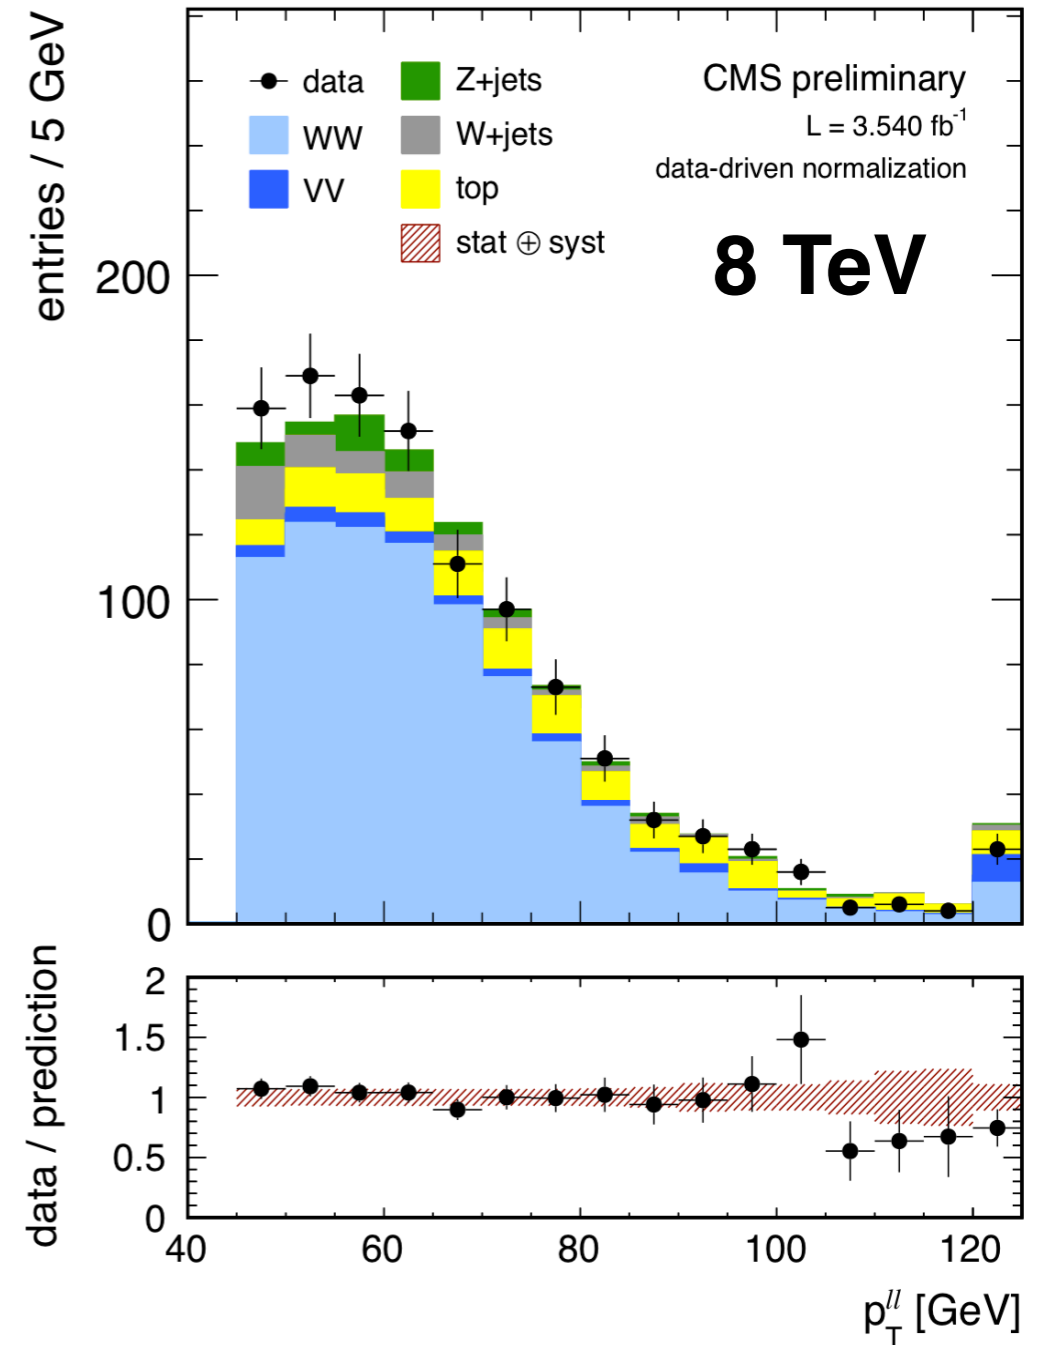 entries / 5 GeV
200
100
0
data
WW
VV
Z+jets
W+jets
top
stat ⊕ syst
CMS preliminary
L = 3.540 fb⁻¹
data-driven normalization
8 TeV
data / prediction
2
1.5
1
0.5
0
40 60 80 100 120
p_T^{ll} [GeV]